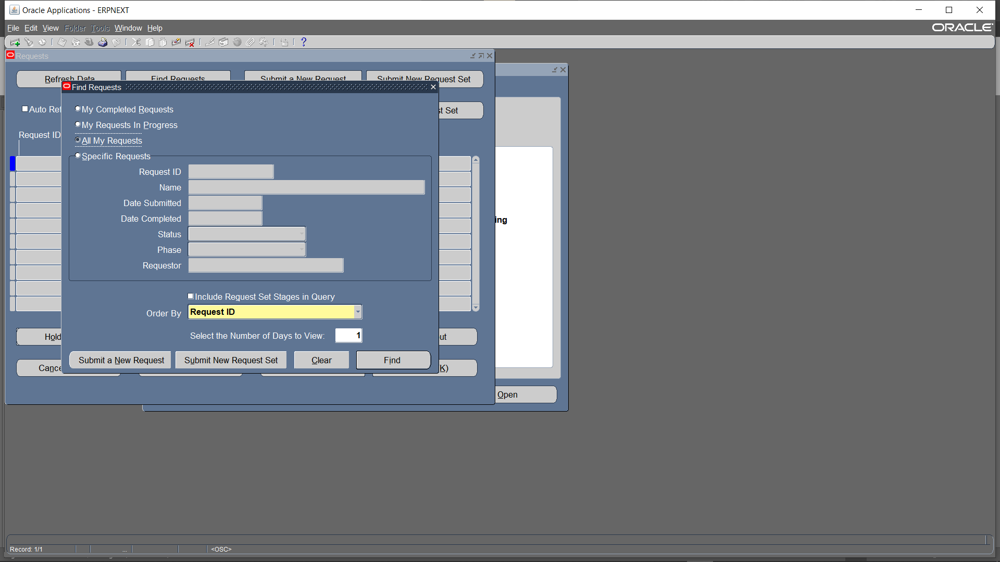 Oracle Applications - ERPNEXT
File Edit View Folder Tools Window Help
ORACLE
Requests
Refresh Data Find Requests Submit a New Request Submit New Request Set
Find Requests
Auto Ref
My Completed Requests
st Set
My Requests In Progress
Request ID
All My Requests
Specific Requests
Request ID
Name
Date Submitted
Date Completed
ing
Status
Phase
Requestor
Include Request Set Stages in Query
Order By Request ID
Select the Number of Days to View: 1
Hold
out
Submit a New Request Submit New Request Set Clear Find
Cance
K)
Open
Record: 1/1 ... <OSC>